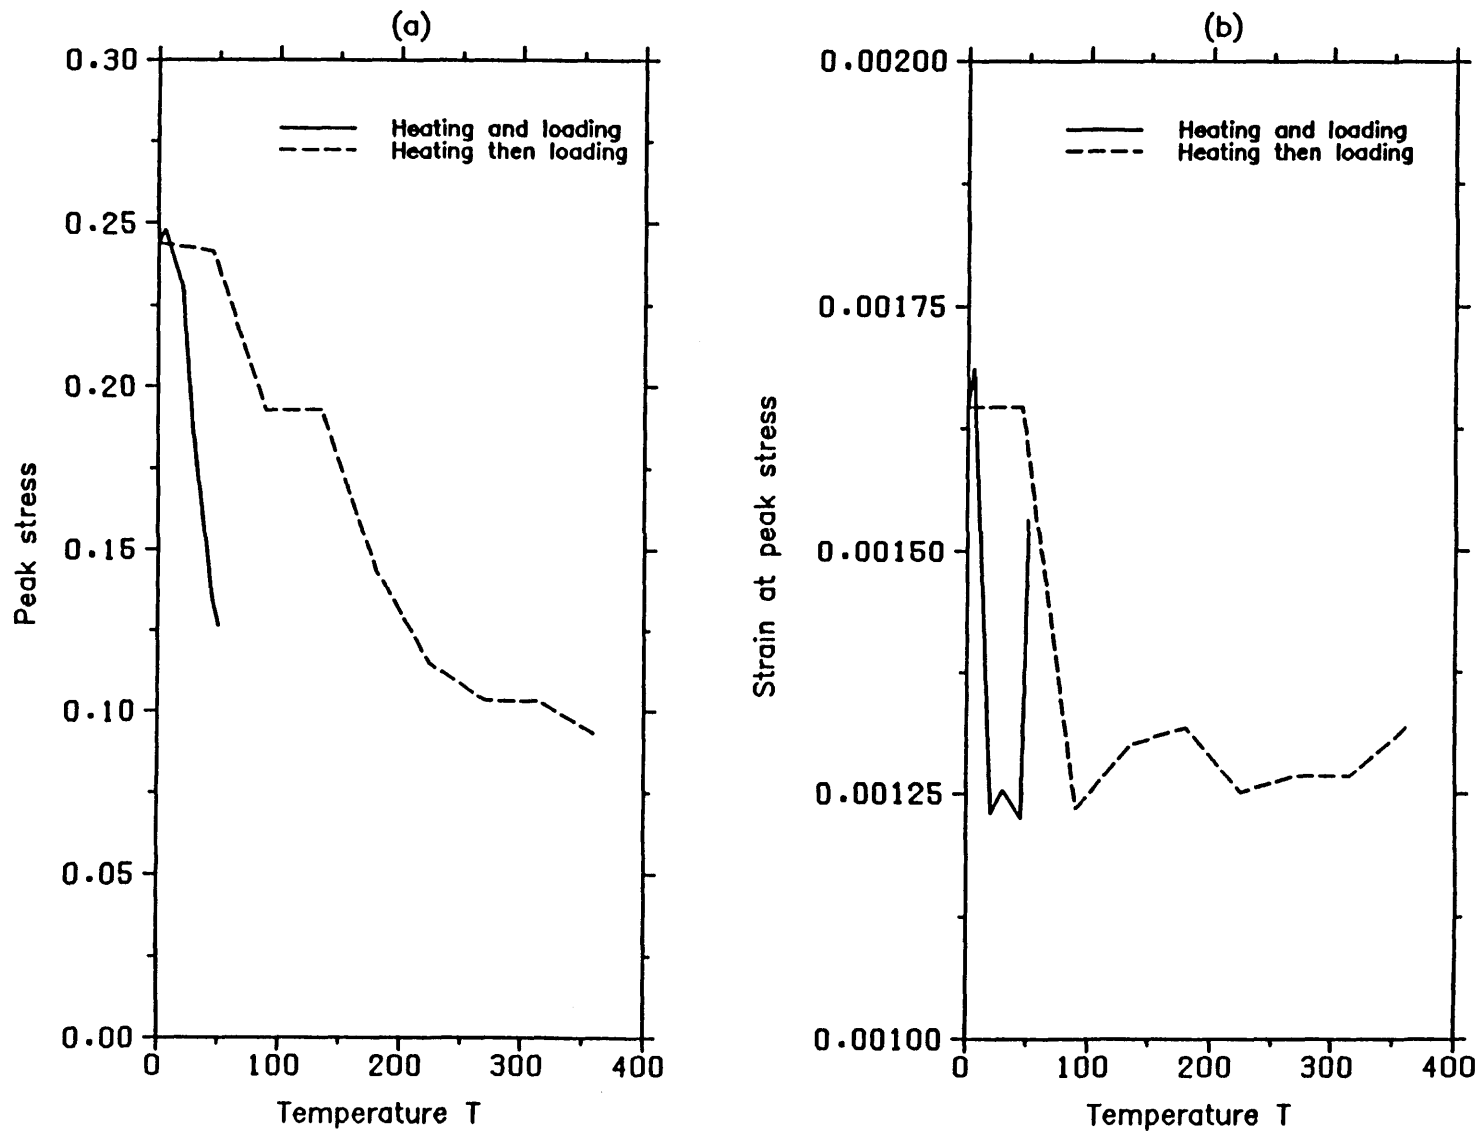 (a)
0.30
0.25
0.20
0.15
0.10
0.05
0.00
Peak stress
Heating and loading
Heating then loading
0 100 200 300 400
Temperature T
(b)
0.00200
0.00175
0.00150
0.00125
0.00100
Strain at peak stress
Heating and loading
Heating then loading
0 100 200 300 400
Temperature T